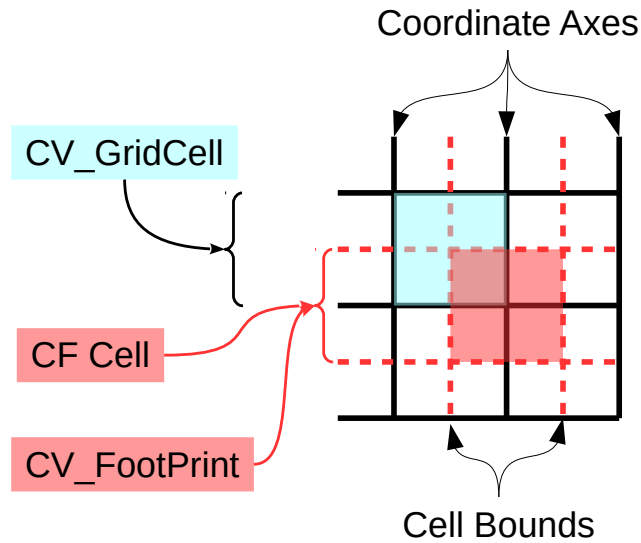 Coordinate Axes
CV_GridCell
CF Cell
CV_FootPrint
Cell Bounds